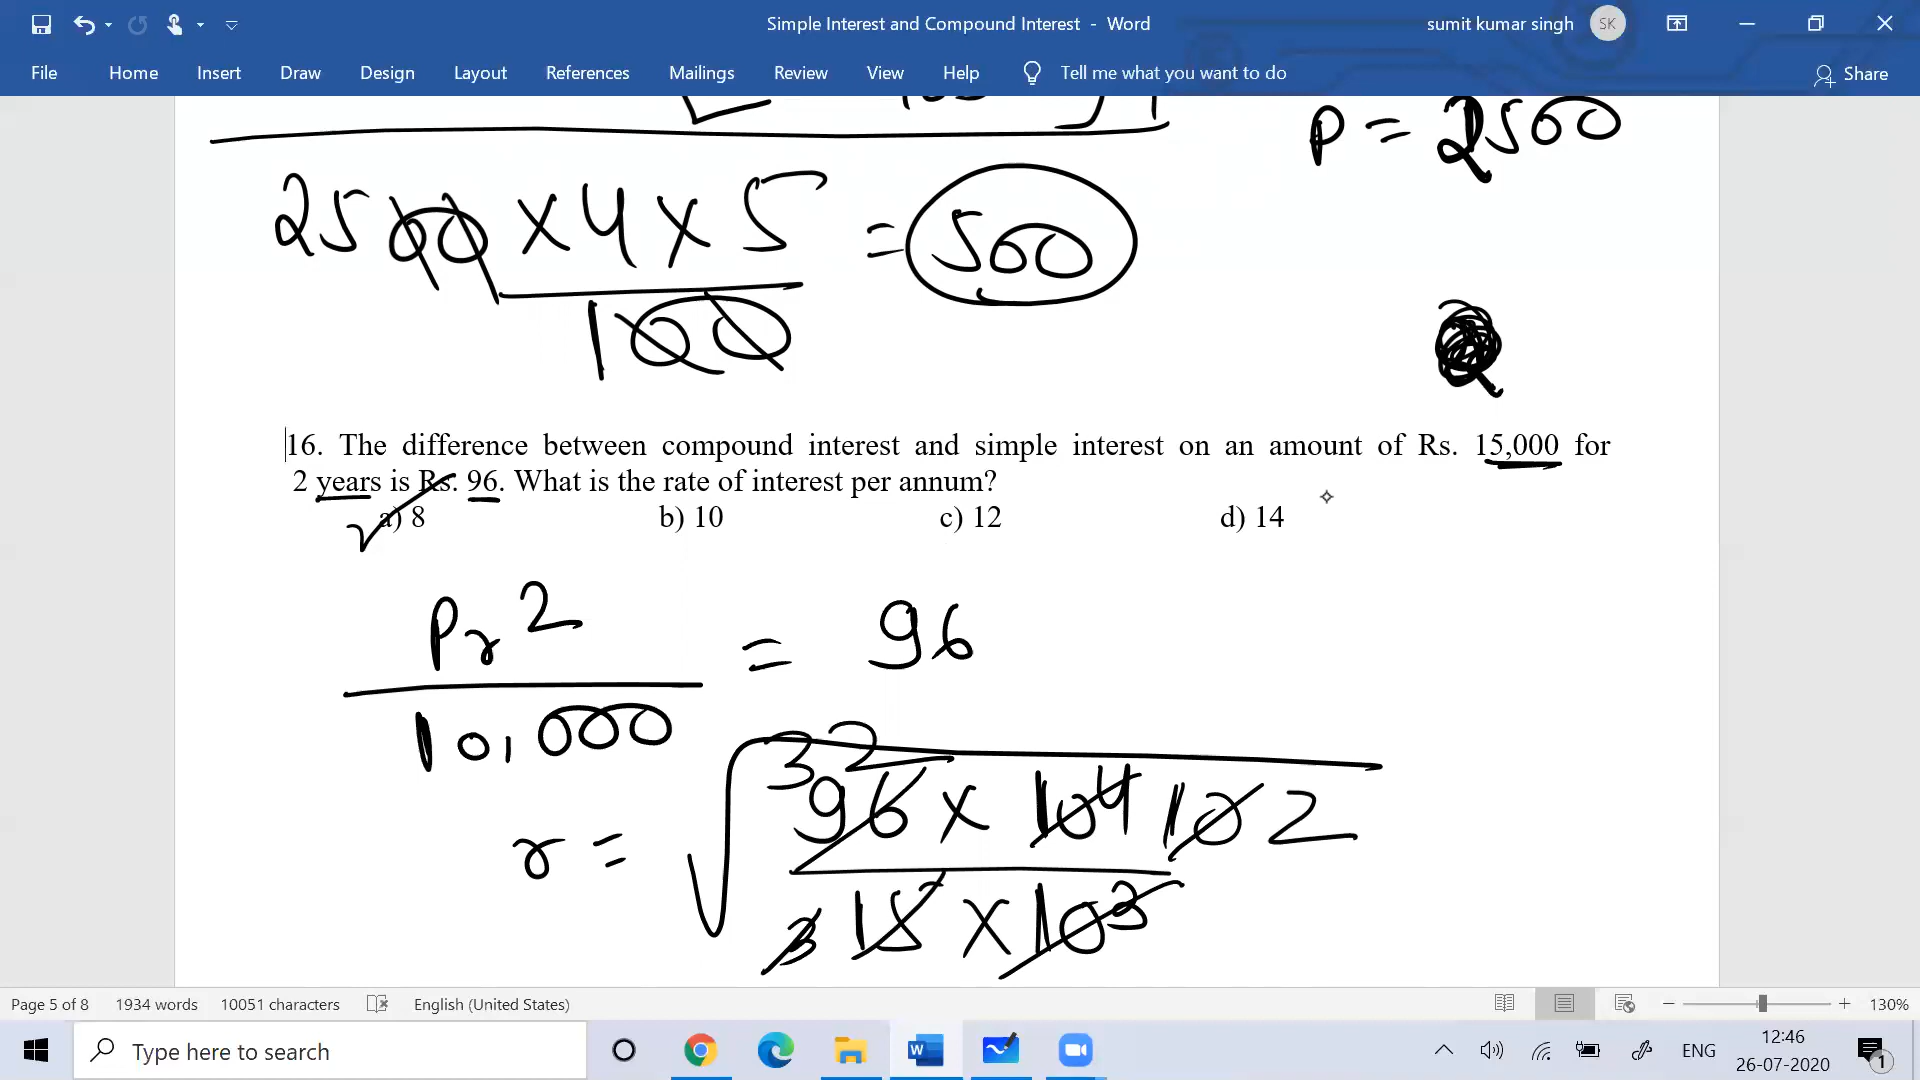 Simple Interest and Compound Interest - Word
sumit kumar singh
SK
File Home Insert Draw Design Layout References Mailings Review View Help Tell me what you want to do
Share
P = 2500
2500 × 4 × 5 = 500
100
16. The difference between compound interest and simple interest on an amount of Rs. 15,000 for
2 years is Rs. 96. What is the rate of interest per annum?
a) 8 b) 10 c) 12 d) 14
Pr2 = 96
10,000
32
r = √ 96 × 104 10 2
3 15 × 103
Page 5 of 8 1934 words 10051 characters English (United States) 130%
Type here to search
ENG
12:46
26-07-2020
1